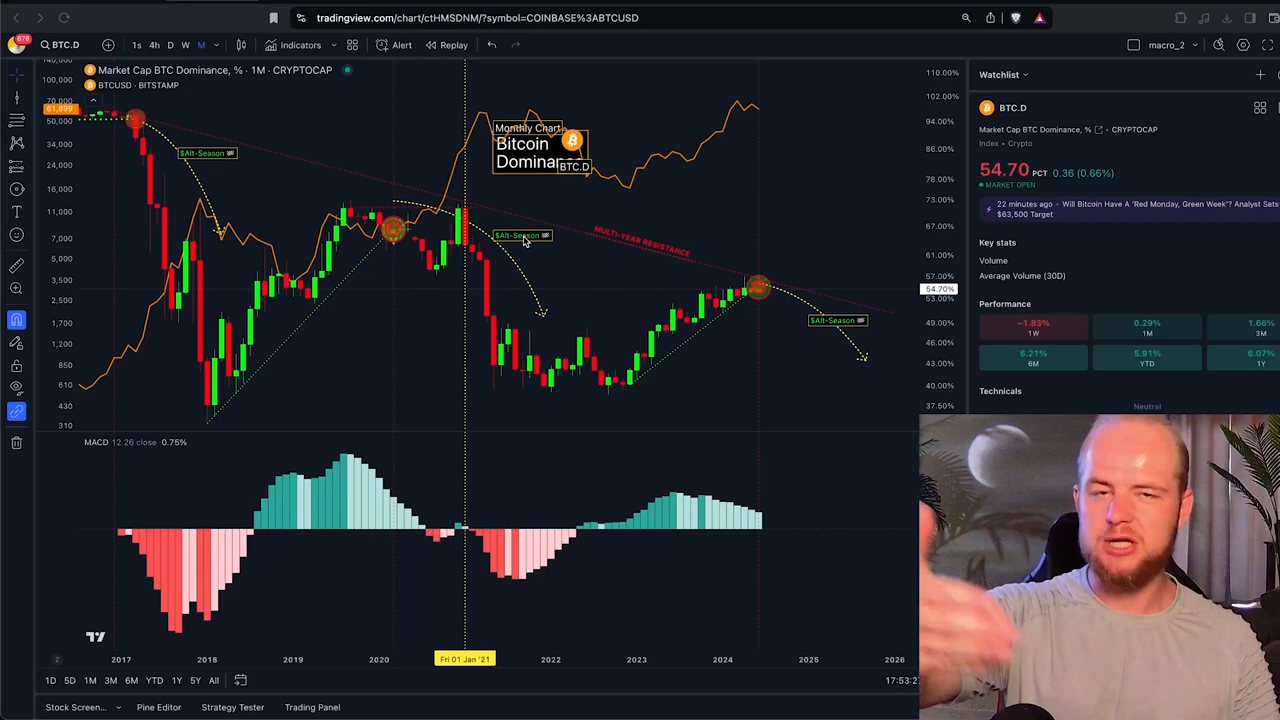 tradingview.com/chart/ctHMSDNM/?symbol=COINBASE%3ABTCUSD
678
BTC.D
1s 4h D W M
Indicators
Alert
Replay
macro_2
Market Cap BTC Dominance, % · 1M · CRYPTOCAP
BTCUSD · BITSTAMP
100,000
70,000
61,899
50,000
34,000
24,000
16,000
11,000
7,000
5,000
3,500
2,500
1,700
1,200
850
610
430
310
$Alt-Season
Monthly Chart
Bitcoin
BTC.D
$Alt-Season
MULTI-YEAR RESISTANCE
$Alt-Season
110.00%
102.00%
94.00%
86.00%
78.00%
73.00%
67.00%
61.00%
57.00%
54.70%
53.00%
49.00%
46.00%
43.00%
40.00%
37.50%
MACD 12 26 close 0.75%
2017 2018 2019 2020 Fri 01 Jan '21 2022 2023 2024 2025 2026
1D 5D 1M 3M 6M YTD 1Y 5Y All
17:53:27
Stock Screen... Pine Editor Strategy Tester Trading Panel
Watchlist
BTC.D
Market Cap BTC Dominance, % CRYPTOCAP
Index • Crypto
54.70 PCT 0.36 (0.66%)
MARKET OPEN
22 minutes ago • Will Bitcoin Have A 'Red Monday, Green Week'? Analyst Sets
$63,500 Target
Key stats
Volume
Average Volume (30D)
Performance
−1.83%
1W
0.29%
1M
1.66%
3M
6.21%
6M
5.91%
YTD
6.07%
1Y
Technicals
Neutral